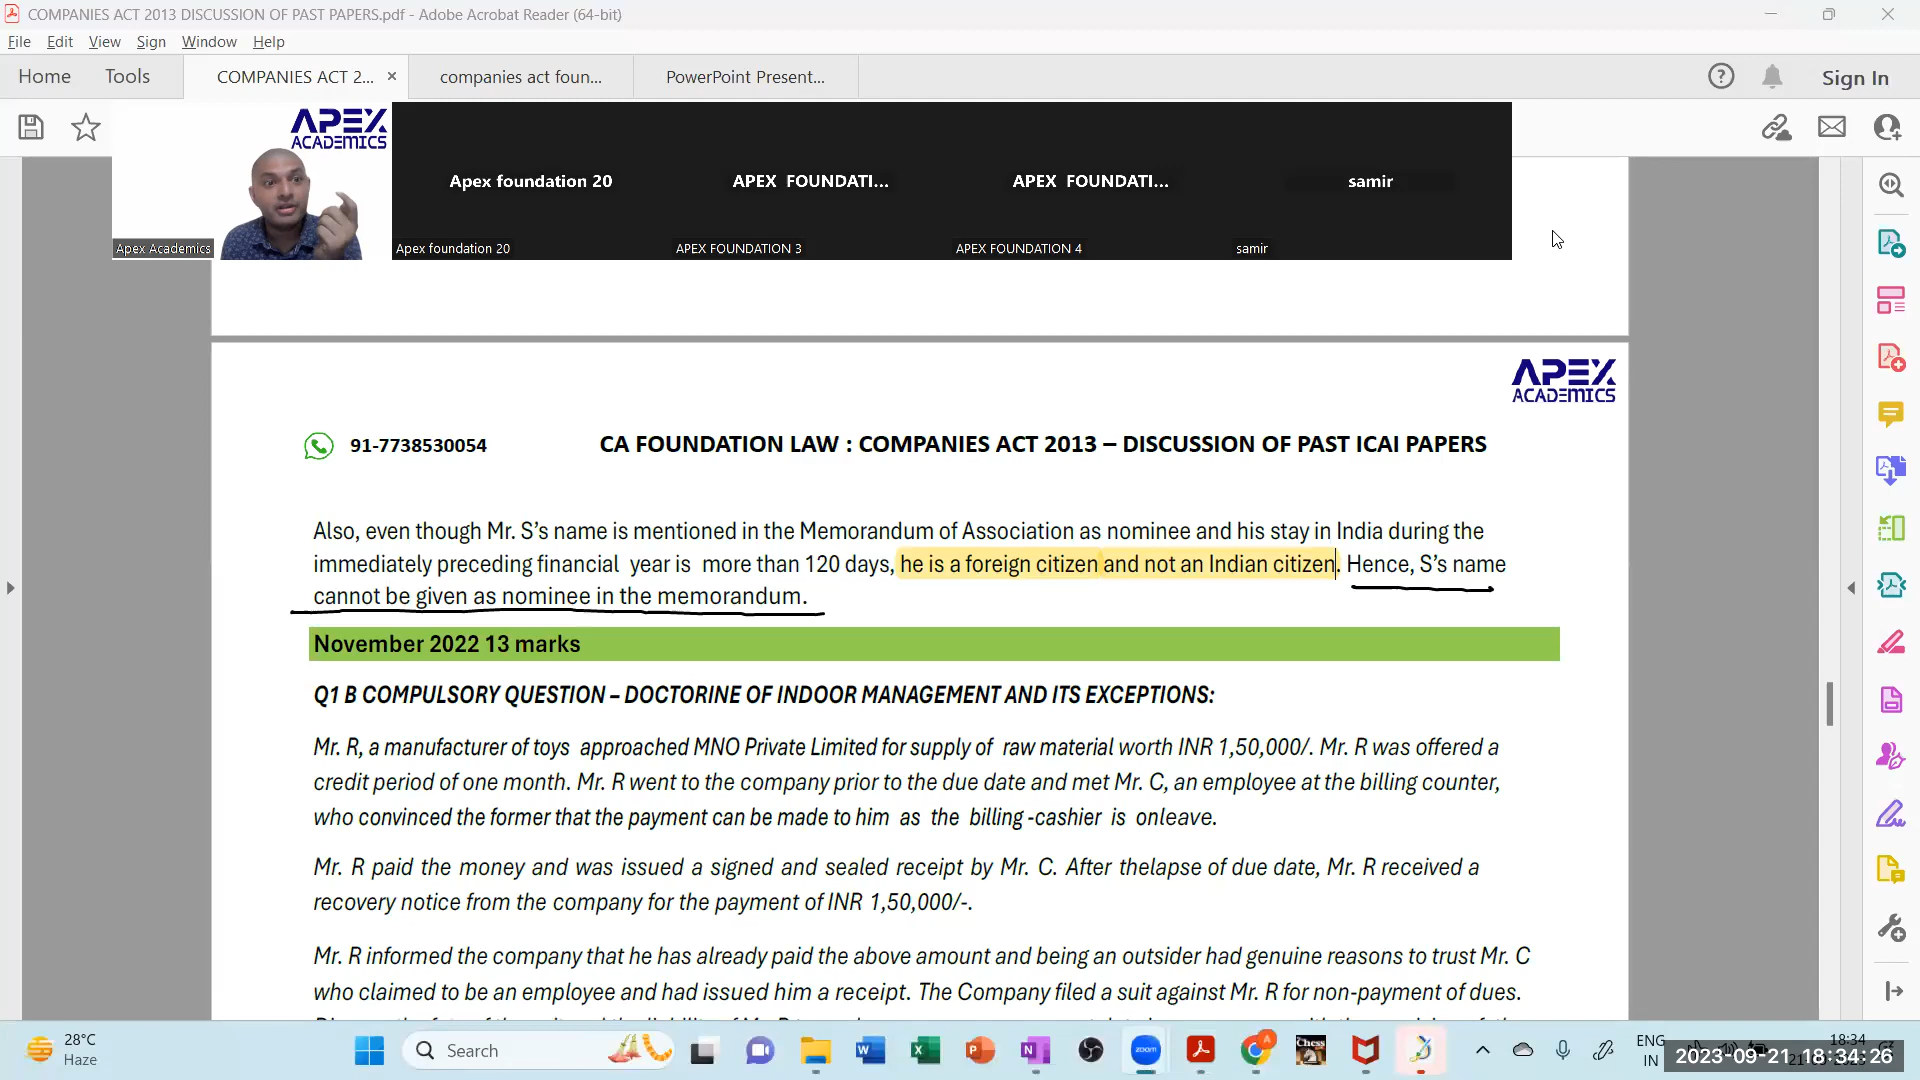 COMPANIES ACT 2013 DISCUSSION OF PAST PAPERS.pdf - Adobe Acrobat Reader (64-bit)
File Edit View Sign Window Help
Home Tools COMPANIES ACT 2... × companies act foun... PowerPoint Present... Sign In
APEX
ACADEMICS
Apex foundation 20 APEX FOUNDATI... APEX FOUNDATI... samir
Apex Academics Apex foundation 20 APEX FOUNDATION 3 APEX FOUNDATION 4 samir
APEX
ACADEMICS
91-7738530054 CA FOUNDATION LAW : COMPANIES ACT 2013 – DISCUSSION OF PAST ICAI PAPERS
Also, even though Mr. S’s name is mentioned in the Memorandum of Association as nominee and his stay in India during the
immediately preceding financial year is more than 120 days, he is a foreign citizen and not an Indian citizen. Hence, S’s name
cannot be given as nominee in the memorandum.
November 2022 13 marks
Q1 B COMPULSORY QUESTION – DOCTORINE OF INDOOR MANAGEMENT AND ITS EXCEPTIONS:
Mr. R, a manufacturer of toys approached MNO Private Limited for supply of raw material worth INR 1,50,000/. Mr. R was offered a
credit period of one month. Mr. R went to the company prior to the due date and met Mr. C, an employee at the billing counter,
who convinced the former that the payment can be made to him as the billing -cashier is onleave.
Mr. R paid the money and was issued a signed and sealed receipt by Mr. C. After thelapse of due date, Mr. R received a
recovery notice from the company for the payment of INR 1,50,000/-.
Mr. R informed the company that he has already paid the above amount and being an outsider had genuine reasons to trust Mr. C
who claimed to be an employee and had issued him a receipt. The Company filed a suit against Mr. R for non-payment of dues.
28°C
Haze
Search
zoom
Chess
ENG
IN
18:34
2023-09-21 18:34:26